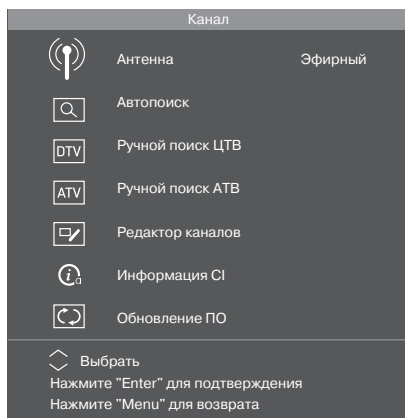 Канал
Антенна Эфирный
Автопоиск
DTV Ручной поиск ЦТВ
ATV Ручной поиск АТВ
Редактор каналов
Информация CI
Обновление ПО
Выбрать
Нажмите "Enter" для подтверждения
Нажмите "Menu" для возврата